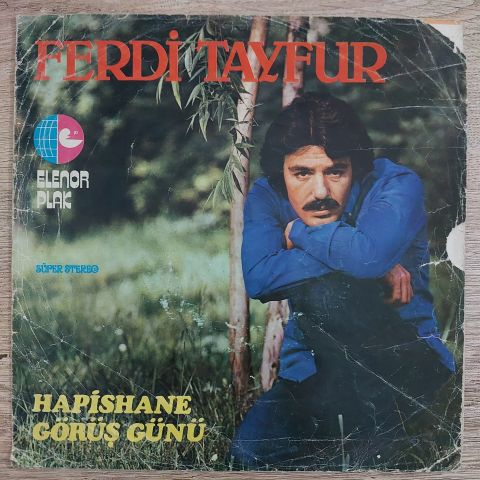 FERDİ TAYFUR
ELENOR
PLAK
SÜPER STEREO
HAPİSHANE
GÖRÜŞ GÜNÜ